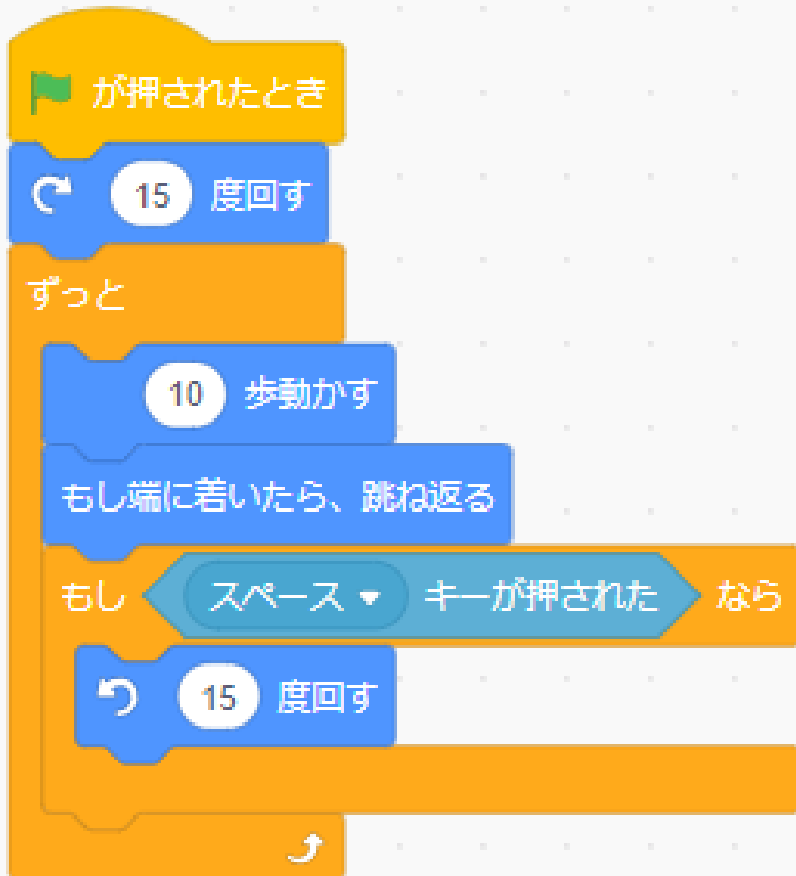 が押されたとき
15 度回す
ずっと
10 歩動かす
もし端に着いたら、跳ね返る
もし スペース キーが押された なら
15 度回す